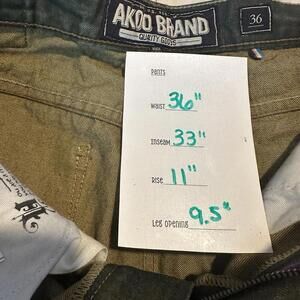 AKOO BRAND
QUALITY GOODS
36
PANTS
WAIST 36"
INSEAM 33"
RISE 11"
LEG OPENING 9.5"